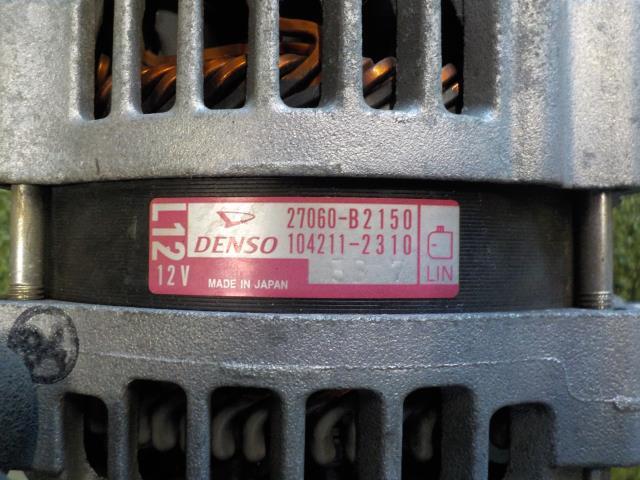 L12
27060-B2150
DENSO 104211-2310
12V MADE IN JAPAN
LIN